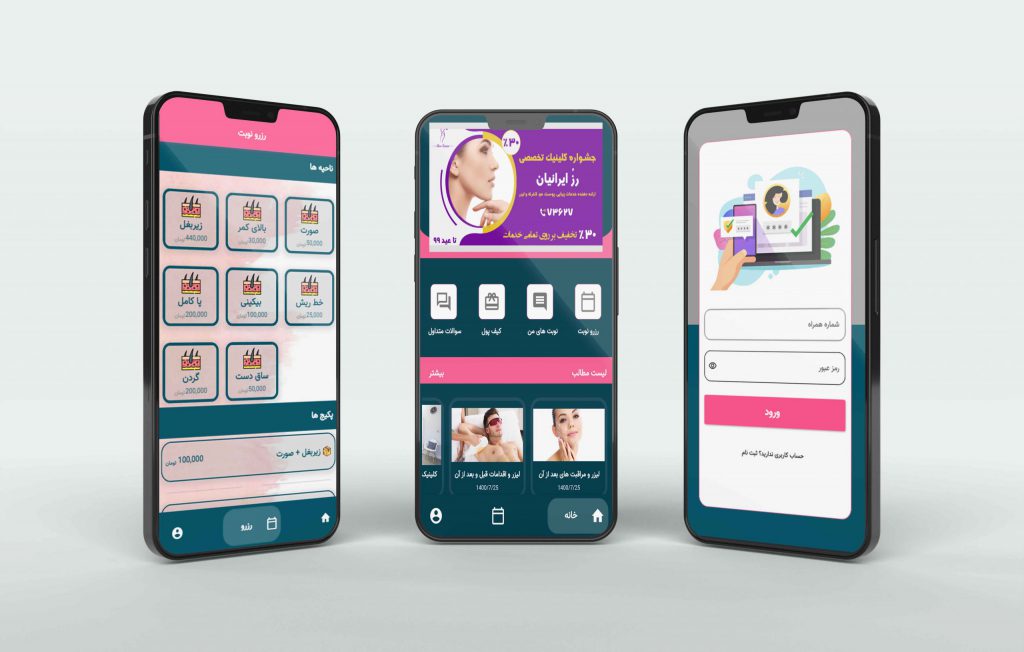 رزرو نوبت
ناحیه ها
صورت
50,000 تومان
بالای کمر
30,000 تومان
زیربغل
440,000 تومان
خط ریش
25,000 تومان
بیکینی
100,000 تومان
پا کامل
200,000 تومان
ساق دست
50,000 تومان
گردن
200,000 تومان
پکیج ها
زیربغل + صورت
100,000 تومان
رزرو
٪۳۰
جشنواره کلینیک تخصصی
رز ایرانیان
۷۳۶۲۷
۳۰٪ تخفیف بر روی تمامی خدمات
تا عید ۹۹
رزرو نوبت
نوبت های من
کیف پول
سوالات متداول
لیست مطالب
بیشتر
لیزر و مراقبت های بعد از آن
1400/7/25
لیزر و اقدامات قبل و بعد از آن
1400/7/25
کلینیک
خانه
شماره همراه
رمز عبور
ورود
حساب کاربری ندارید؟ ثبت نام